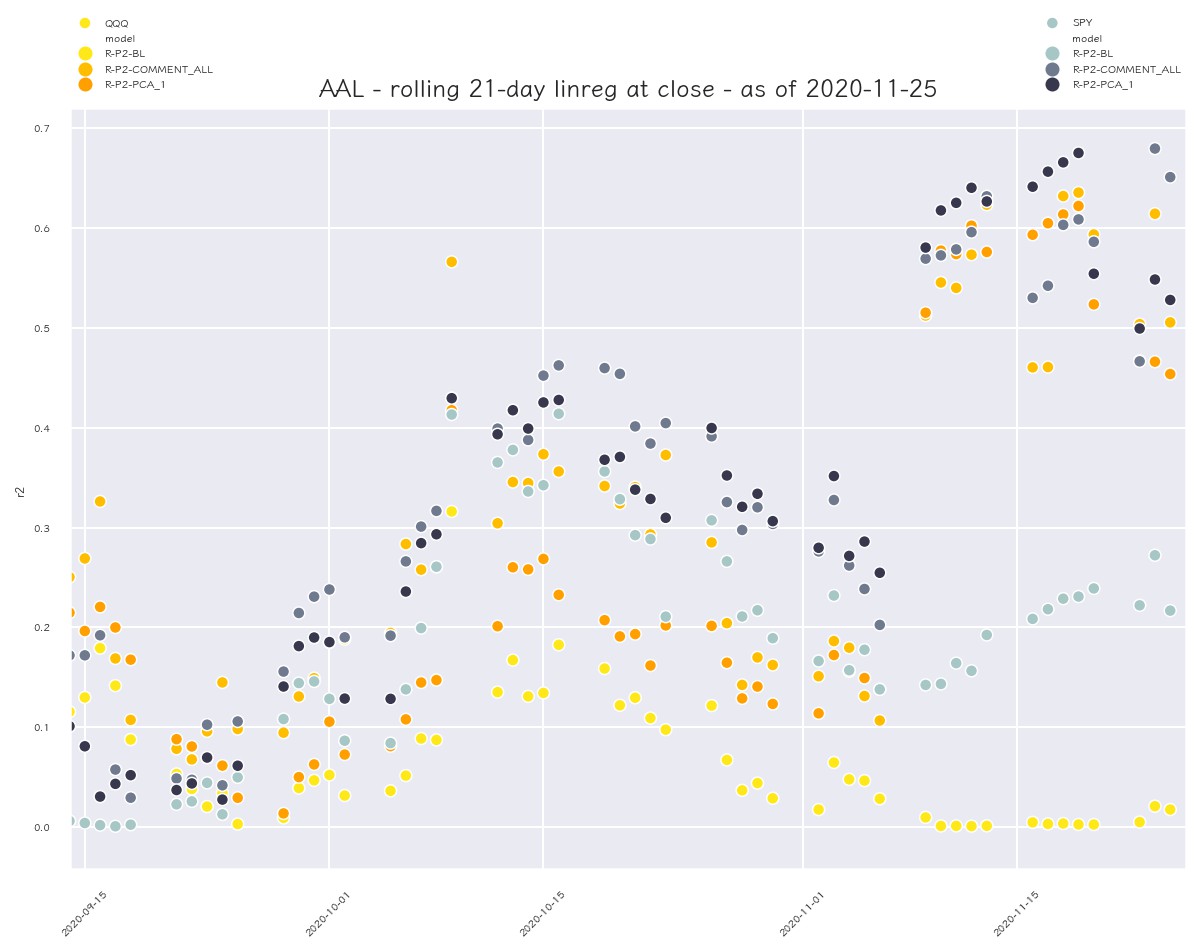 QQQ
model
R-P2-BL
R-P2-COMMENT_ALL
R-P2-PCA_1
SPY
model
R-P2-BL
R-P2-COMMENT_ALL
R-P2-PCA_1
AAL - rolling 21-day linreg at close - as of 2020-11-25
0.7
0.6
0.5
0.4
0.3
0.2
0.1
0.0
r2
2020-09-15
2020-10-01
2020-10-15
2020-11-01
2020-11-15